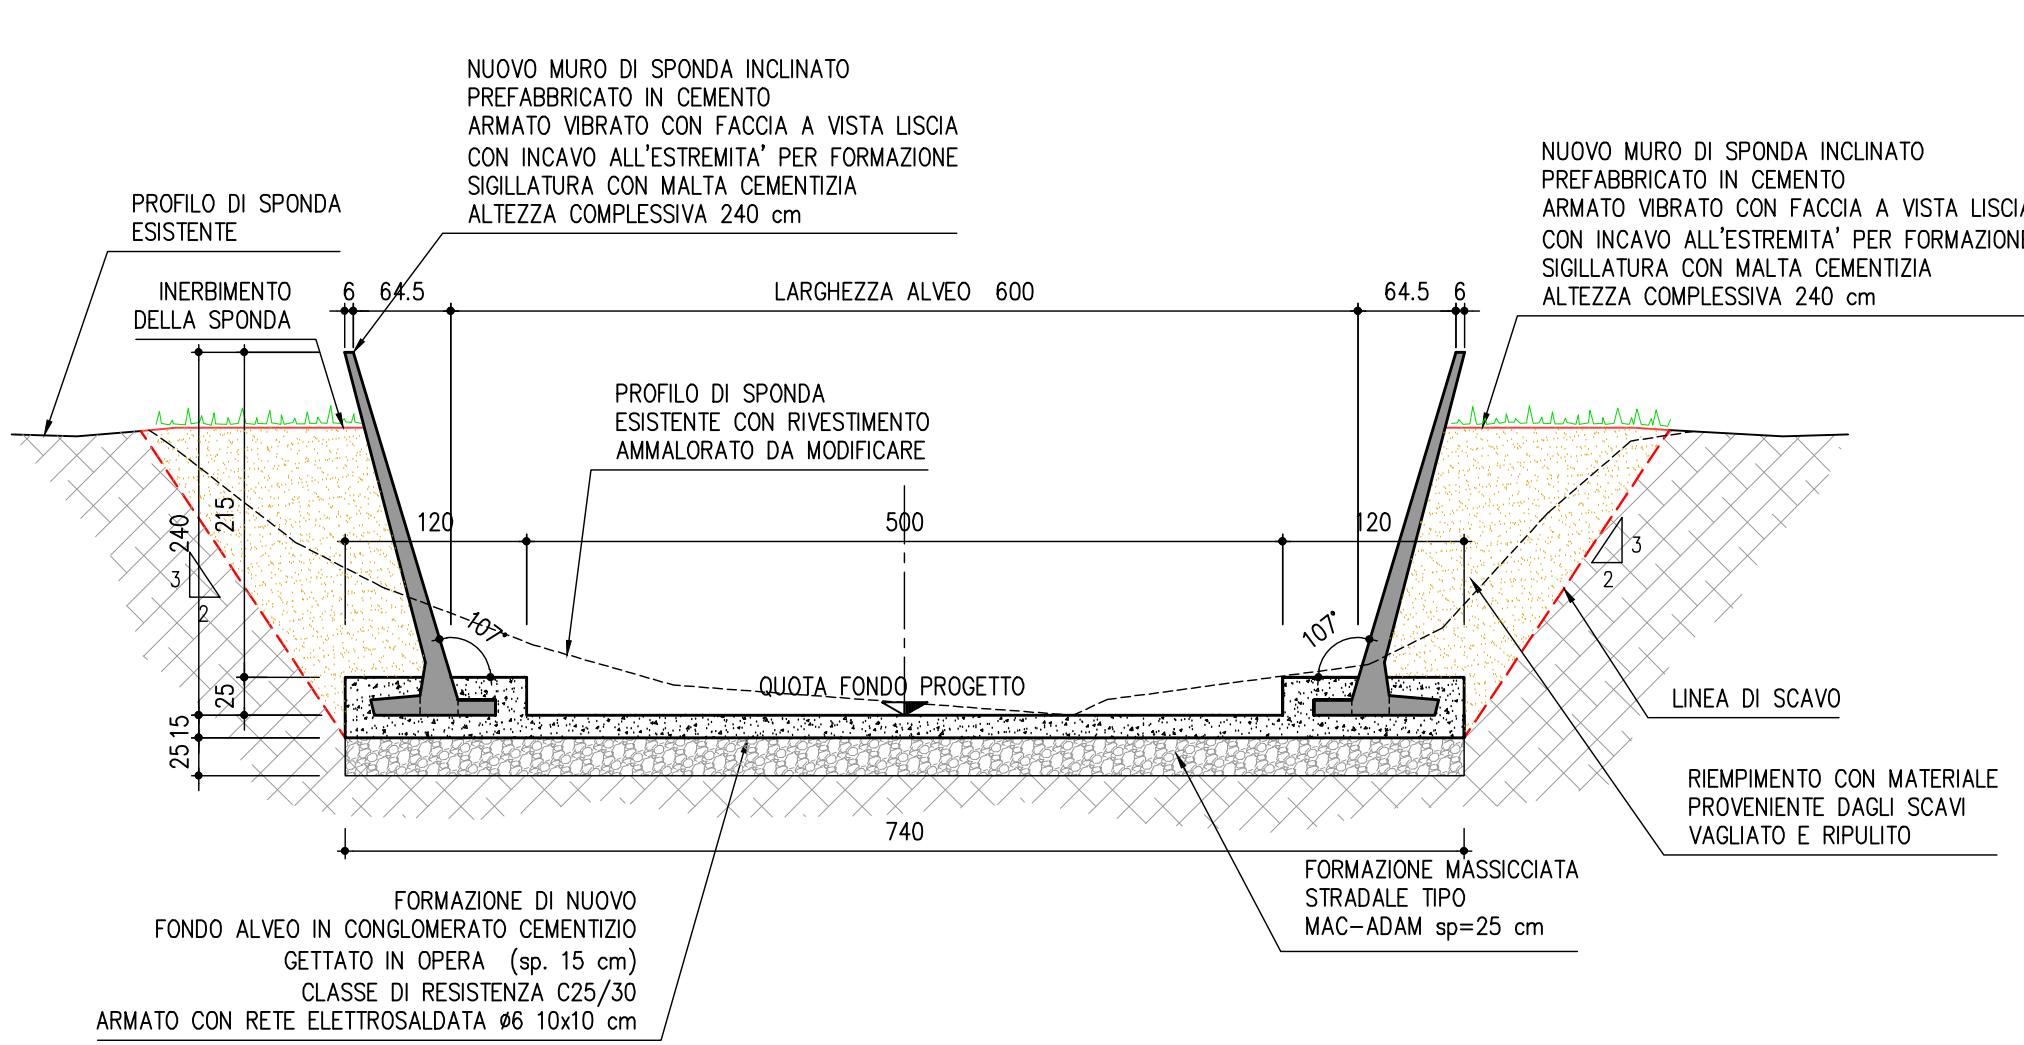 NUOVO MURO DI SPONDA INCLINATO
PREFABBRICATO IN CEMENTO
ARMATO VIBRATO CON FACCIA A VISTA LISCIA
CON INCAVO ALL'ESTREMITA' PER FORMAZIONE
SIGILLATURA CON MALTA CEMENTIZIA
ALTEZZA COMPLESSIVA 240 cm
NUOVO MURO DI SPONDA INCLINATO
PREFABBRICATO IN CEMENTO
ARMATO VIBRATO CON FACCIA A VISTA LISCIA
CON INCAVO ALL'ESTREMITA' PER FORMAZIONE
SIGILLATURA CON MALTA CEMENTIZIA
ALTEZZA COMPLESSIVA 240 cm
PROFILO DI SPONDA
ESISTENTE
INERBIMENTO
DELLA SPONDA
6 64.5 LARGHEZZA ALVEO 600 64.5 6
PROFILO DI SPONDA
ESISTENTE CON RIVESTIMENTO
AMMALORATO DA MODIFICARE
120 500 120
240
215
3
2
3
2
107°
107°
QUOTA FONDO PROGETTO
25
15
25
LINEA DI SCAVO
RIEMPIMENTO CON MATERIALE
PROVENIENTE DAGLI SCAVI
VAGLIATO E RIPULITO
740
FORMAZIONE MASSICCIATA
STRADALE TIPO
MAC-ADAM sp=25 cm
FORMAZIONE DI NUOVO
FONDO ALVEO IN CONGLOMERATO CEMENTIZIO
GETTATO IN OPERA (sp. 15 cm)
CLASSE DI RESISTENZA C25/30
ARMATO CON RETE ELETTROSALDATA Ø6 10x10 cm